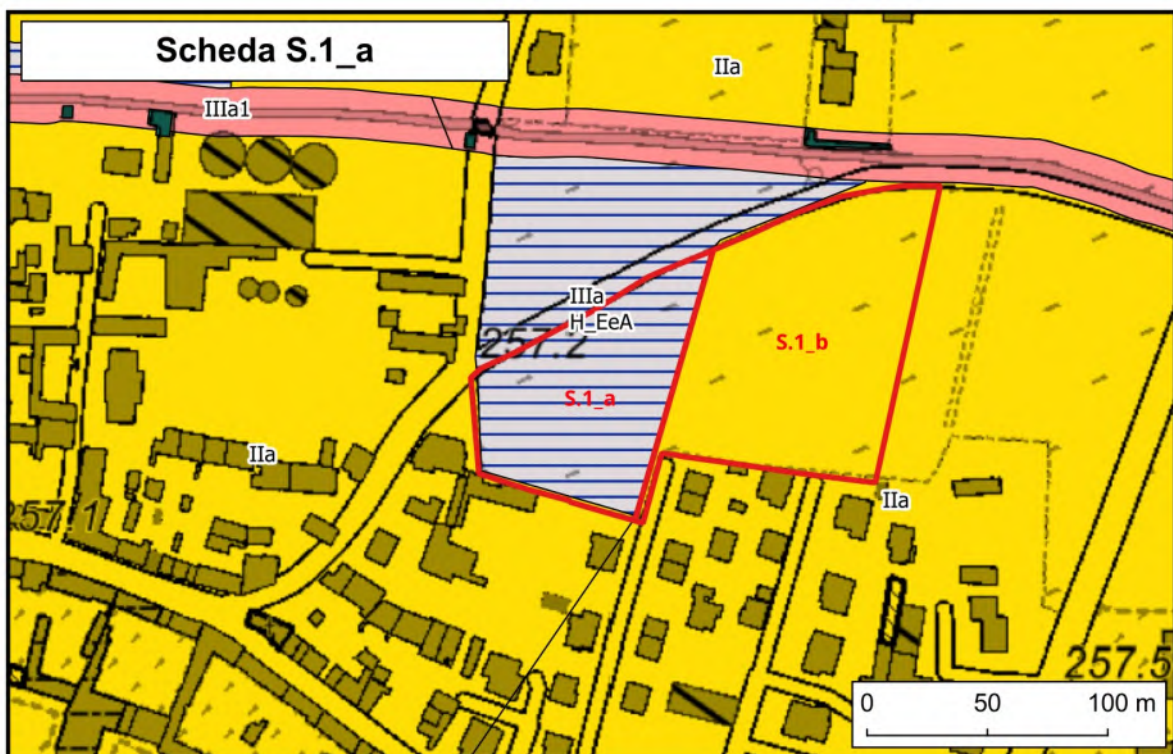 Scheda S.1_a
IIa
IIIa1
IIIa
H_EeA
257.2
S.1_b
S.1_a
IIa
IIa
257.1
257.5
0 50 100 m